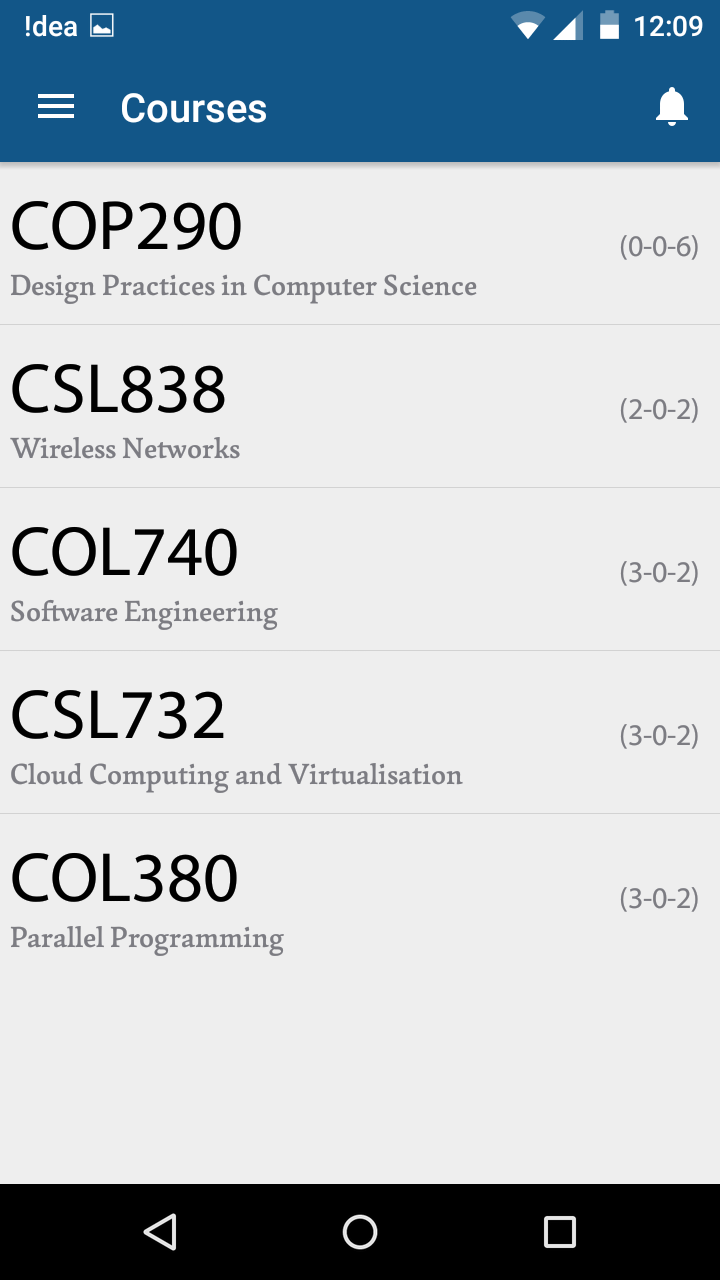 !dea 12:09
Courses
COP290
(0-0-6)
Design Practices in Computer Science
CSL838
(2-0-2)
Wireless Networks
COL740
(3-0-2)
Software Engineering
CSL732
(3-0-2)
Cloud Computing and Virtualisation
COL380
(3-0-2)
Parallel Programming